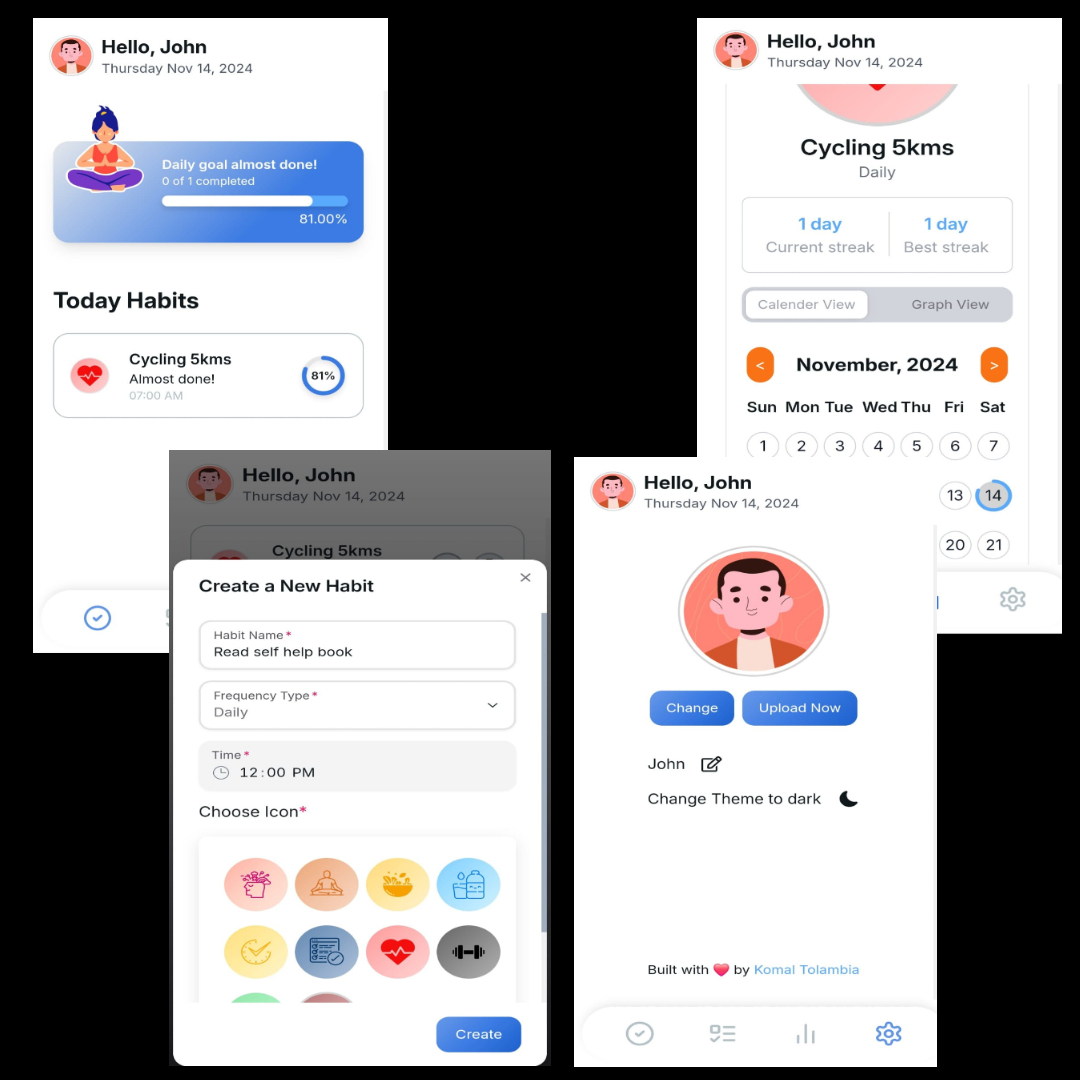 Hello, John
Thursday Nov 14, 2024
Daily goal almost done!
0 of 1 completed
81.00%
Today Habits
Cycling 5kms
Almost done!
07:00 AM
81%
Hello, John
Thursday Nov 14, 2024
Cycling 5kms
Daily
1 day 1 day
Current streak Best streak
Calender View Graph View
< November, 2024 >
Sun Mon Tue Wed Thu Fri Sat
1 2 3 4 5 6 7
13 14
20 21
Hello, John
Thursday Nov 14, 2024
Cycling 5kms
Create a New Habit
Habit Name*
Read self help book
Frequency Type*
Daily
Time*
12:00 PM
Choose Icon*
Create
Hello, John
Thursday Nov 14, 2024
Change Upload Now
John
Change Theme to dark
Built with ❤️ by Komal Tolambia